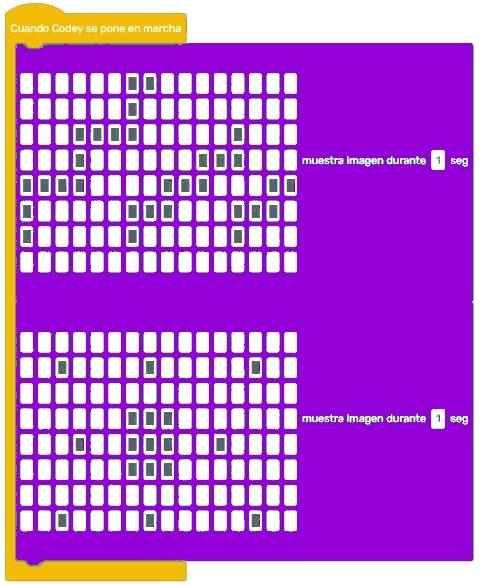 Cuando Codey se pone en marcha
muestra imagen durante 1 seg
muestra imagen durante 1 seg